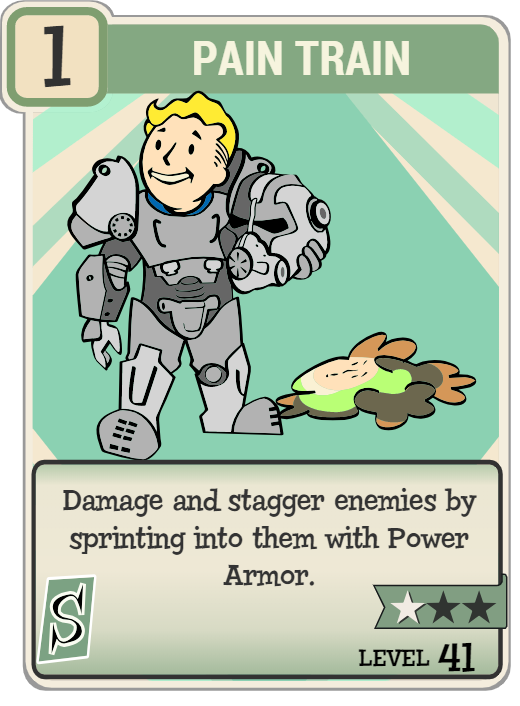 1
PAIN TRAIN
Damage and stagger enemies by
sprinting into them with Power
Armor.
S
LEVEL 41